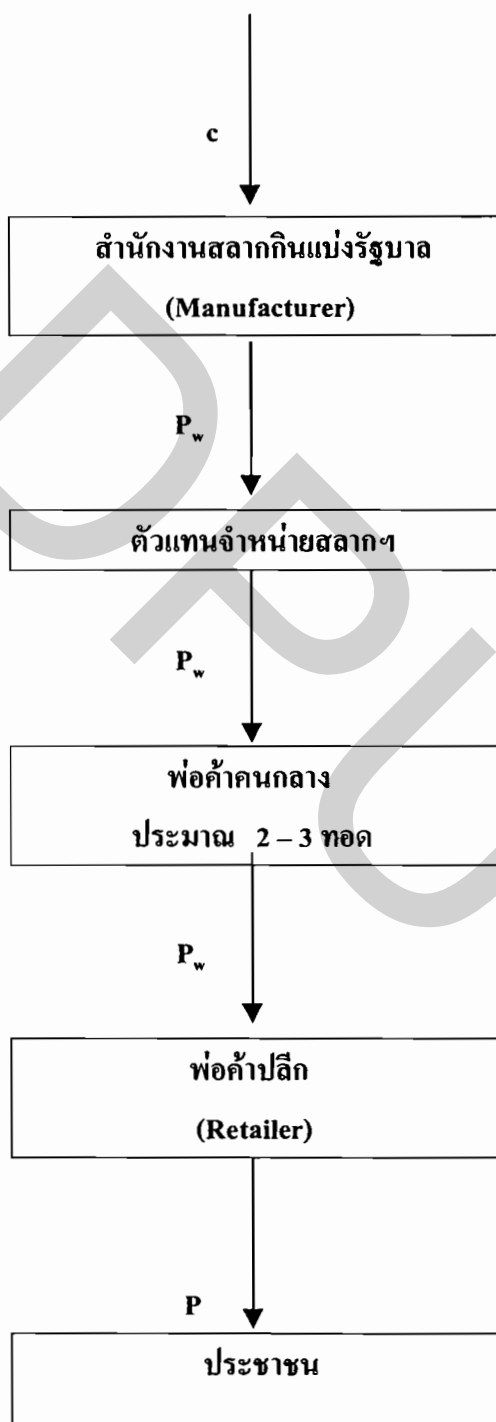 c
สำนักงานสลากกินแบ่งรัฐบาล
(Manufacturer)
P_w
ตัวแทนจำหน่ายสลากฯ
P_w
พ่อค้าคนกลาง
ประมาณ 2 – 3 ทอด
P_w
พ่อค้าปลีก
(Retailer)
P
ประชาชน
DPU